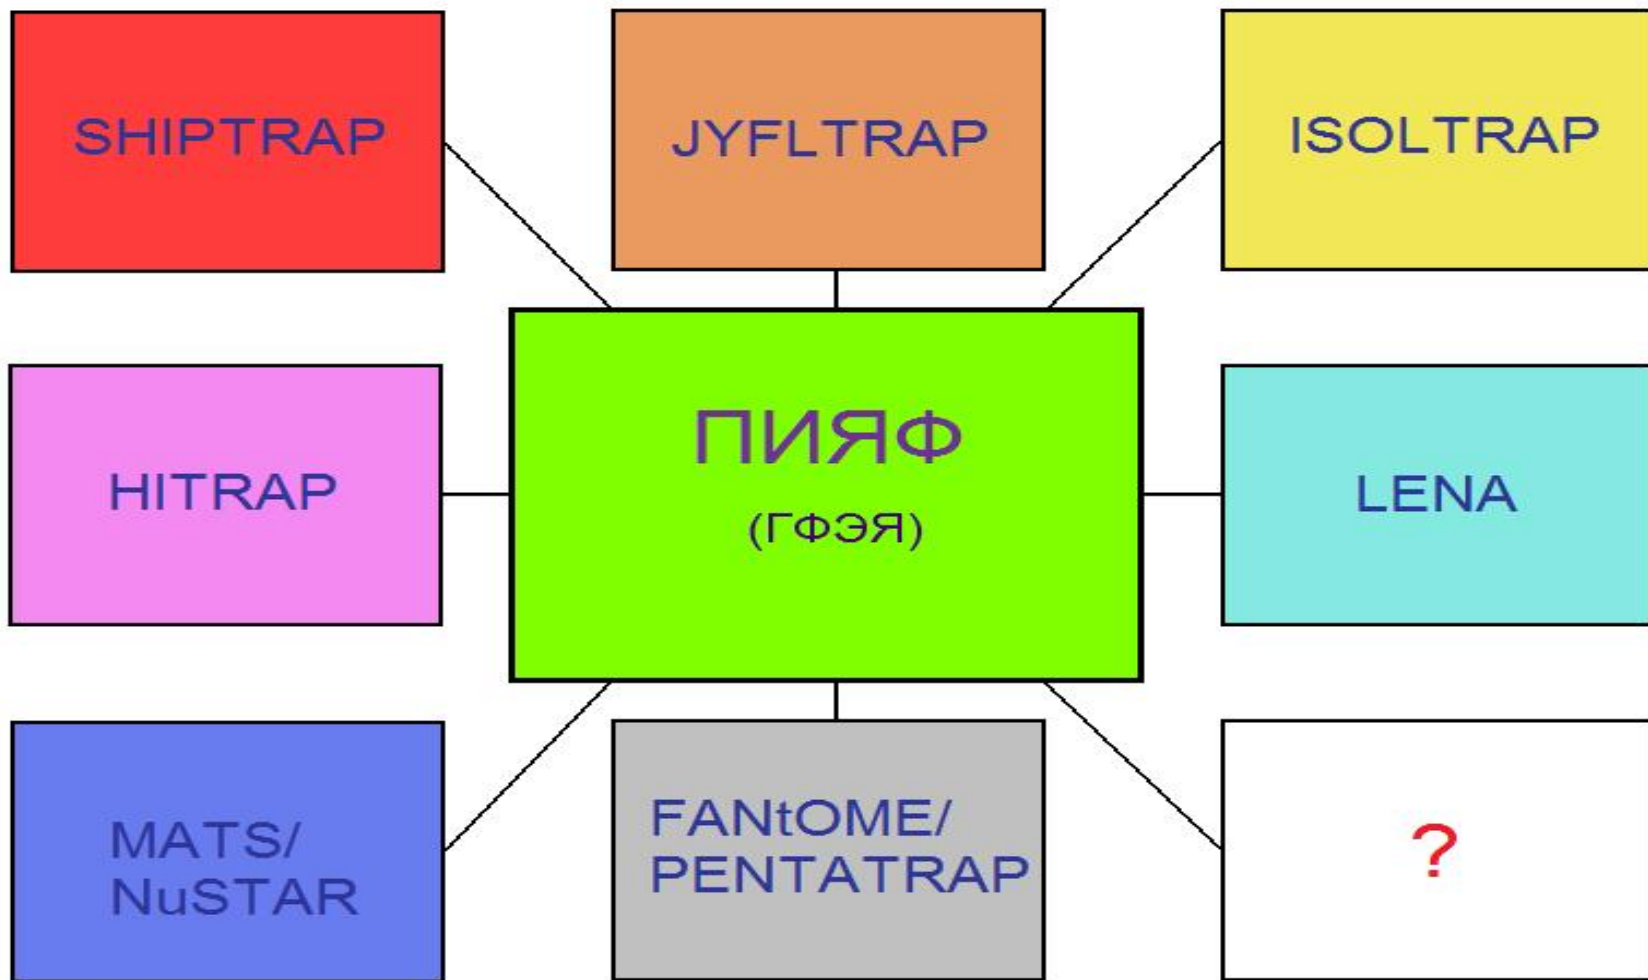 SHIPTRAP
JYFLTRAP
ISOLTRAP
HITRAP
ПИЯФ
(ГФЭЯ)
LENA
MATS/
NuSTAR
FANtOME/
PENTATRAP
?